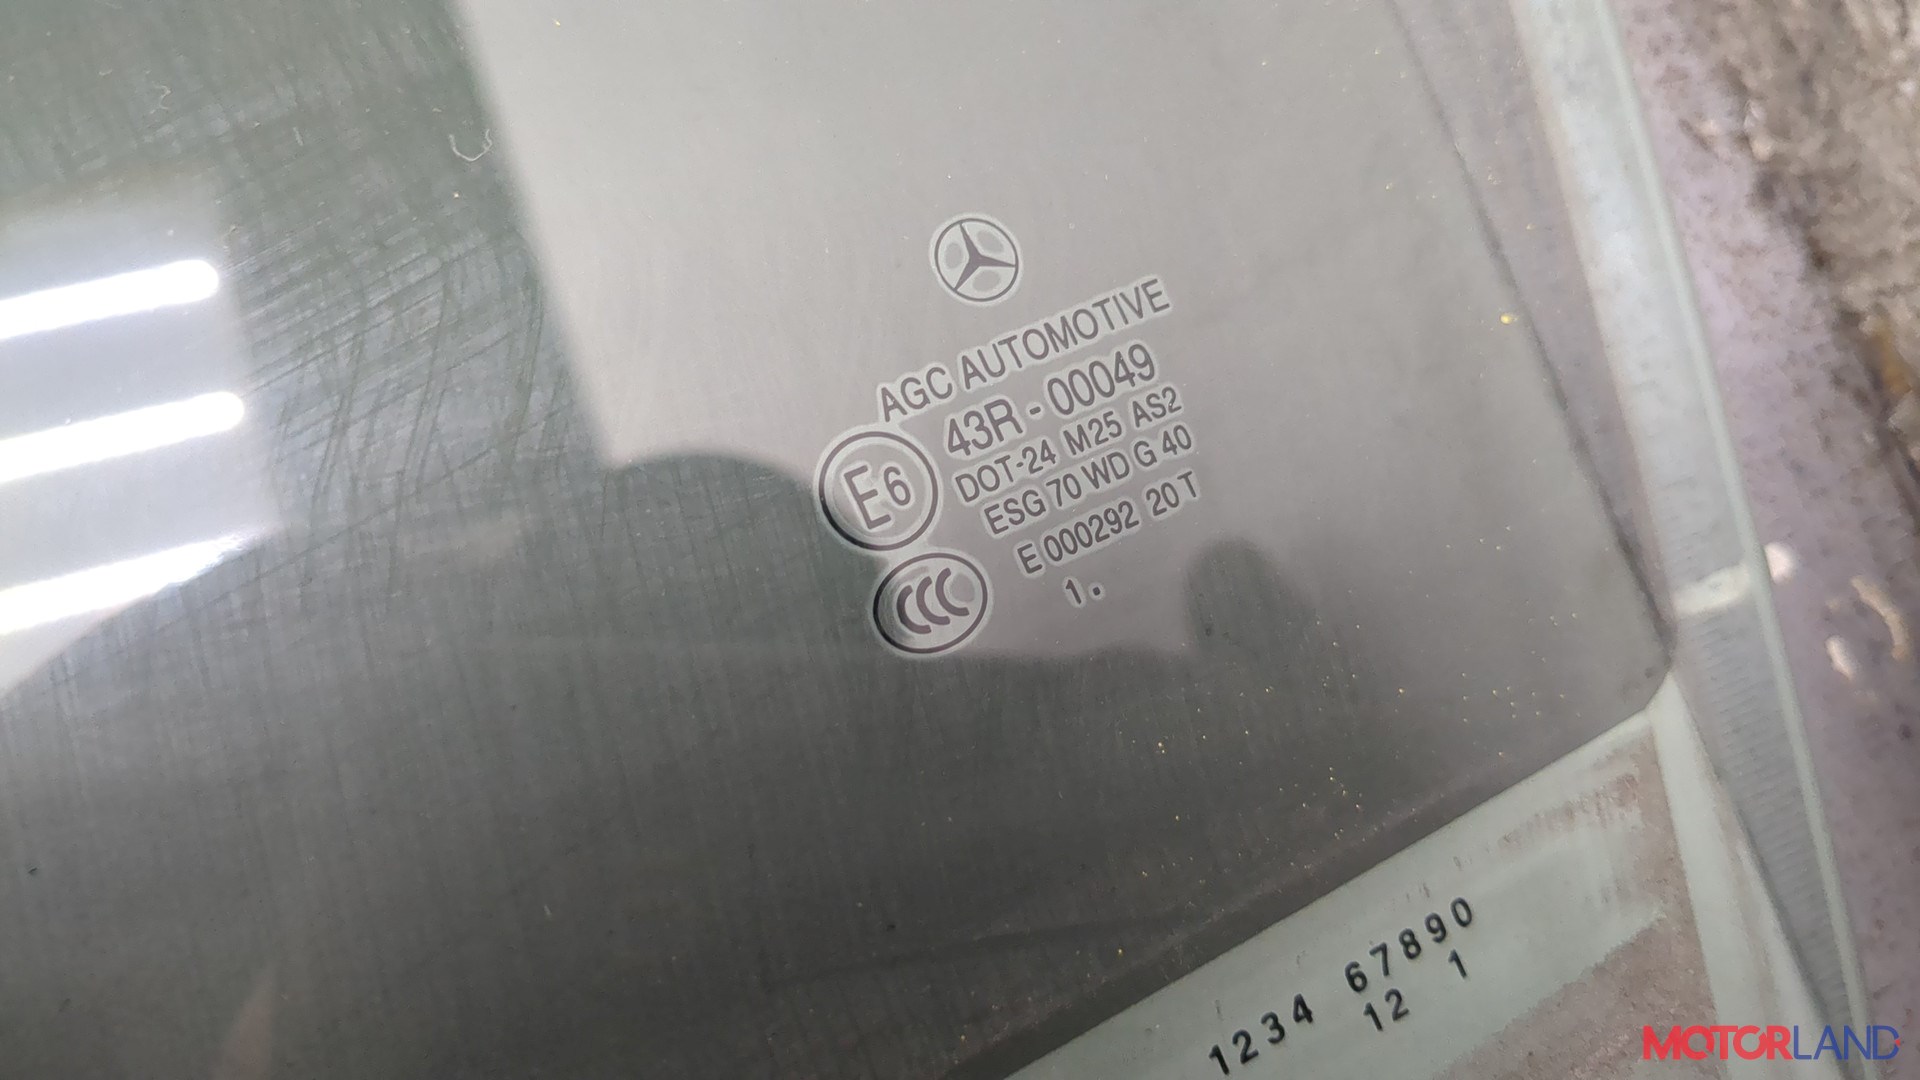 AGC AUTOMOTIVE
43R - 00049
DOT-24 M25 AS2
ESG 70 WD G 40
E6
E 000292 20 T
1.
CCC
1234 67890
12 1
MOTORLAND